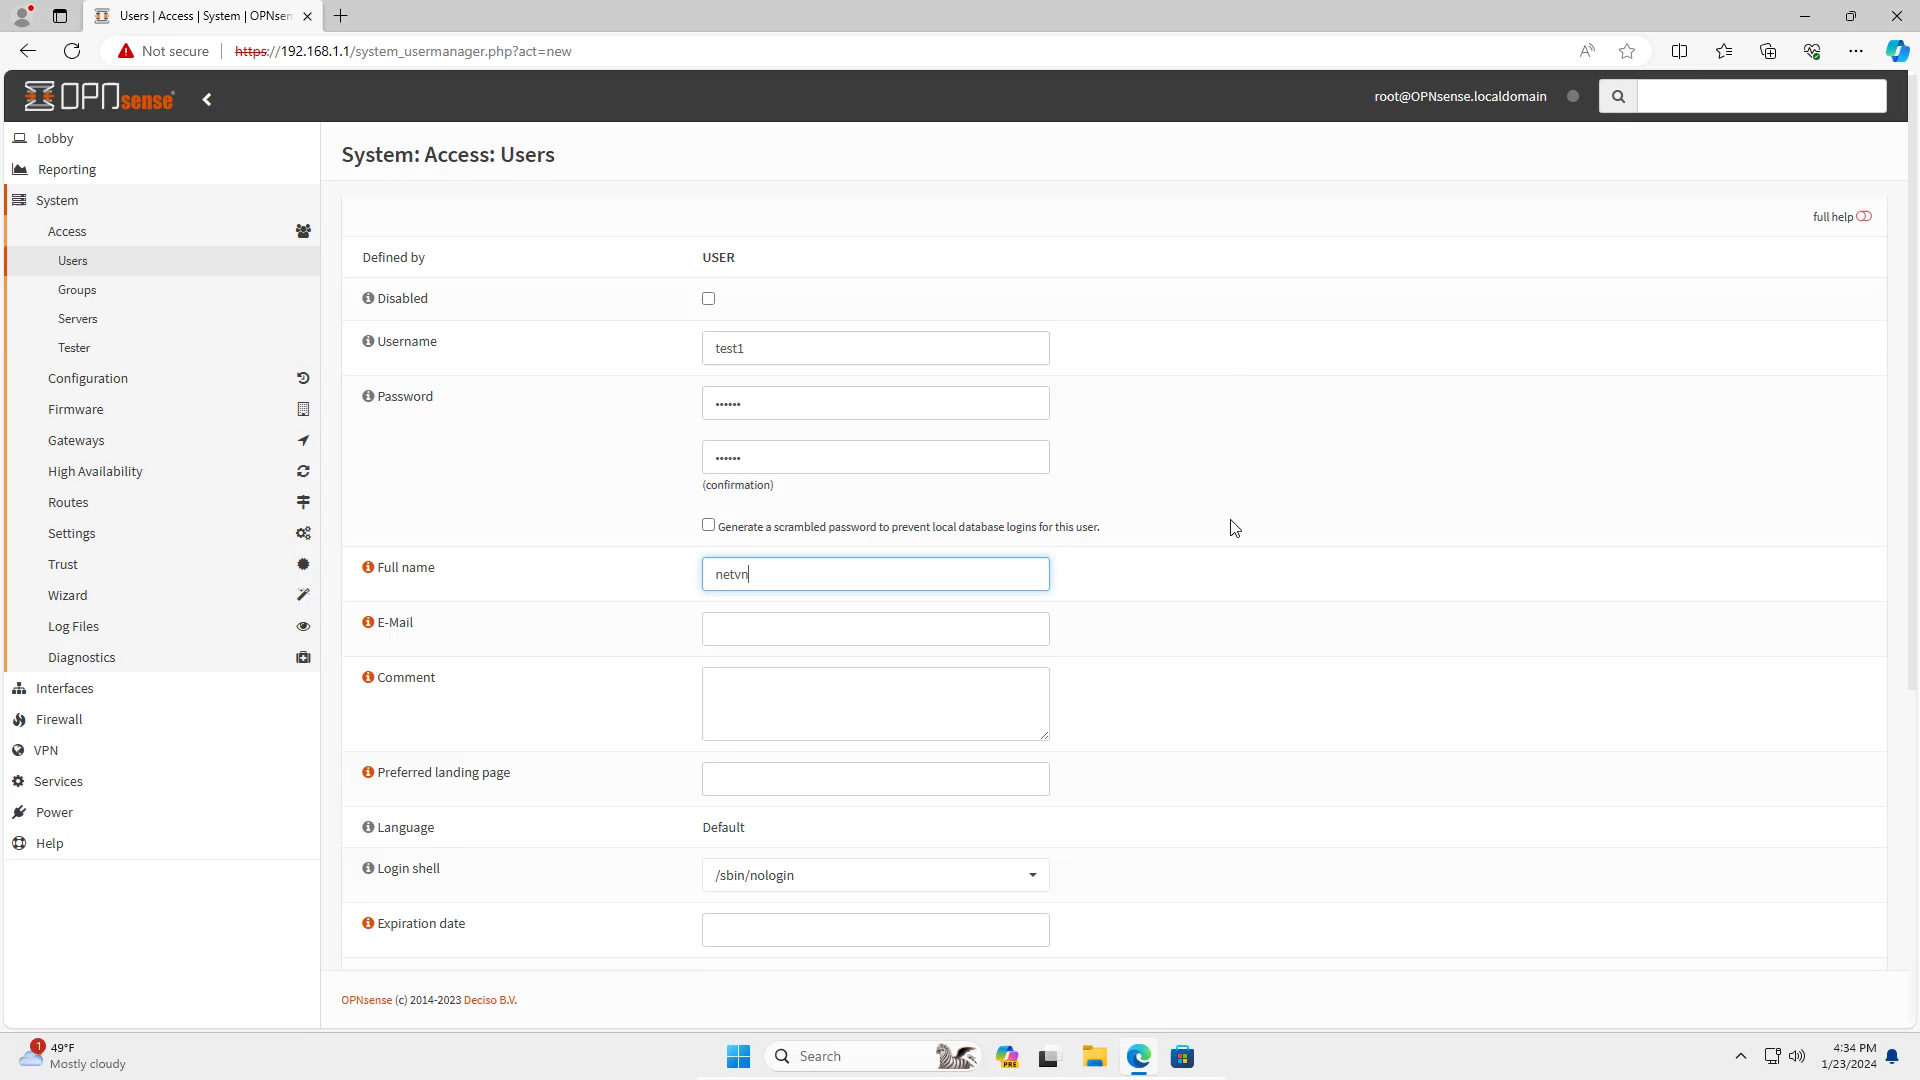 Users | Access | System | OPNsen
Not secure
https://192.168.1.1/system_usermanager.php?act=new
OPNsense
root@OPNsense.localdomain
Lobby
Reporting
System
Access
Users
Groups
Servers
Tester
Configuration
Firmware
Gateways
High Availability
Routes
Settings
Trust
Wizard
Log Files
Diagnostics
Interfaces
Firewall
VPN
Services
Power
Help
System: Access: Users
full help
Defined by
USER
Disabled
Username
test1
Password
••••••
••••••
(confirmation)
Generate a scrambled password to prevent local database logins for this user.
Full name
netvn
E-Mail
Comment
Preferred landing page
Language
Default
Login shell
/sbin/nologin
Expiration date
OPNsense (c) 2014-2023 Deciso B.V.
1
49°F
Mostly cloudy
Search
PRE
4:34 PM
1/23/2024